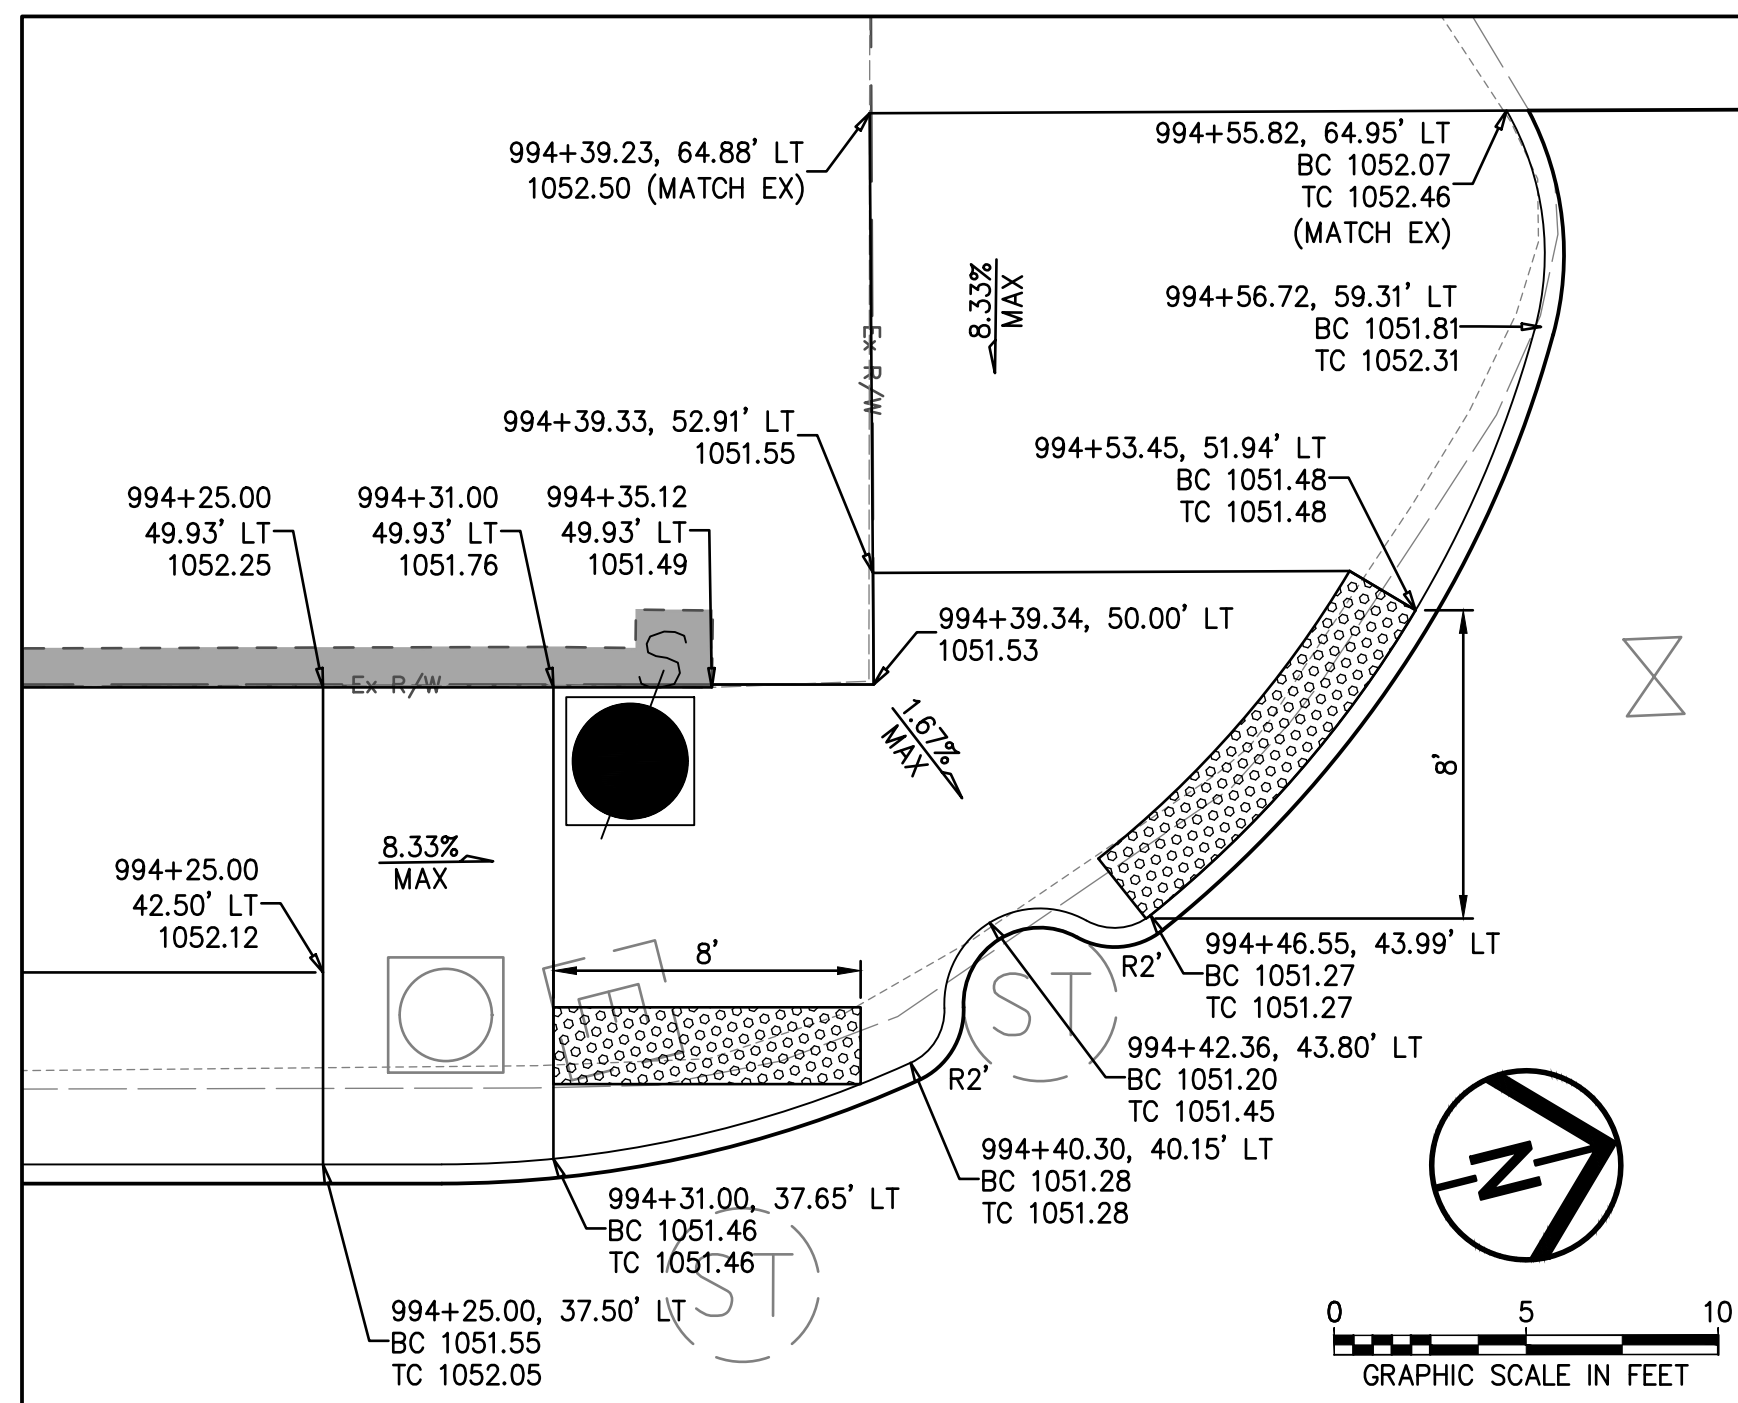 994+39.23, 64.88' LT
1052.50 (MATCH EX)
994+55.82, 64.95' LT
BC 1052.07
TC 1052.46
(MATCH EX)
8.33%
MAX
994+56.72, 59.31' LT
BC 1051.81
TC 1052.31
Ex R/W
994+39.33, 52.91' LT
1051.55
994+53.45, 51.94' LT
BC 1051.48
TC 1051.48
994+25.00
49.93' LT
1052.25
994+31.00
49.93' LT
1051.76
994+35.12
49.93' LT
1051.49
994+39.34, 50.00' LT
1051.53
S
Ex R/W
1.67%
MAX
8'
8.33%
MAX
994+25.00
42.50' LT
1052.12
8'
E
ST
R2'
994+46.55, 43.99' LT
BC 1051.27
TC 1051.27
R2'
994+42.36, 43.80' LT
BC 1051.20
TC 1051.45
994+40.30, 40.15' LT
BC 1051.28
TC 1051.28
994+31.00, 37.65' LT
BC 1051.46
TC 1051.46
ST
994+25.00, 37.50' LT
BC 1051.55
TC 1052.05
N
0 5 10
GRAPHIC SCALE IN FEET